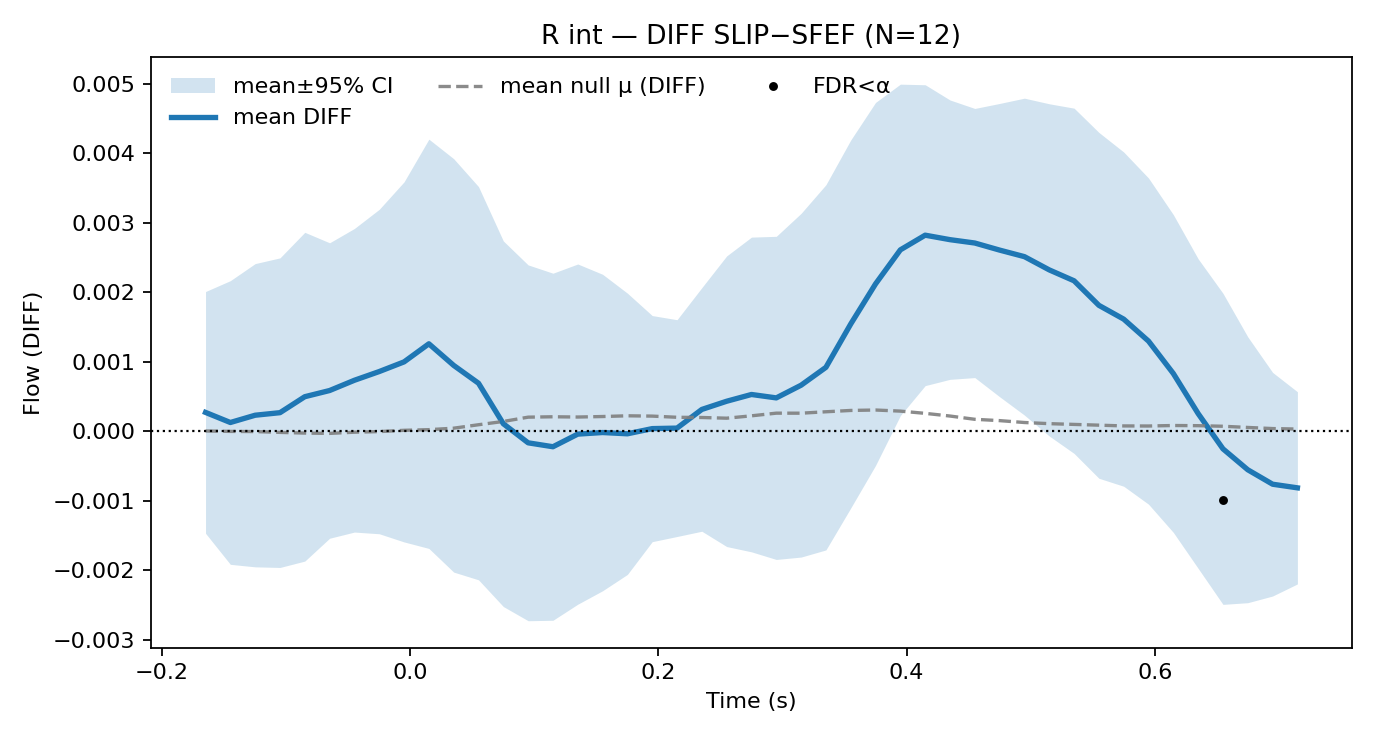 R int — DIFF SLIP−SFEF (N=12)
mean±95% CI
mean DIFF
mean null μ (DIFF)
FDR<α
Flow (DIFF)
0.005
0.004
0.003
0.002
0.001
0.000
−0.001
−0.002
−0.003
−0.2
0.0
0.2
0.4
0.6
Time (s)